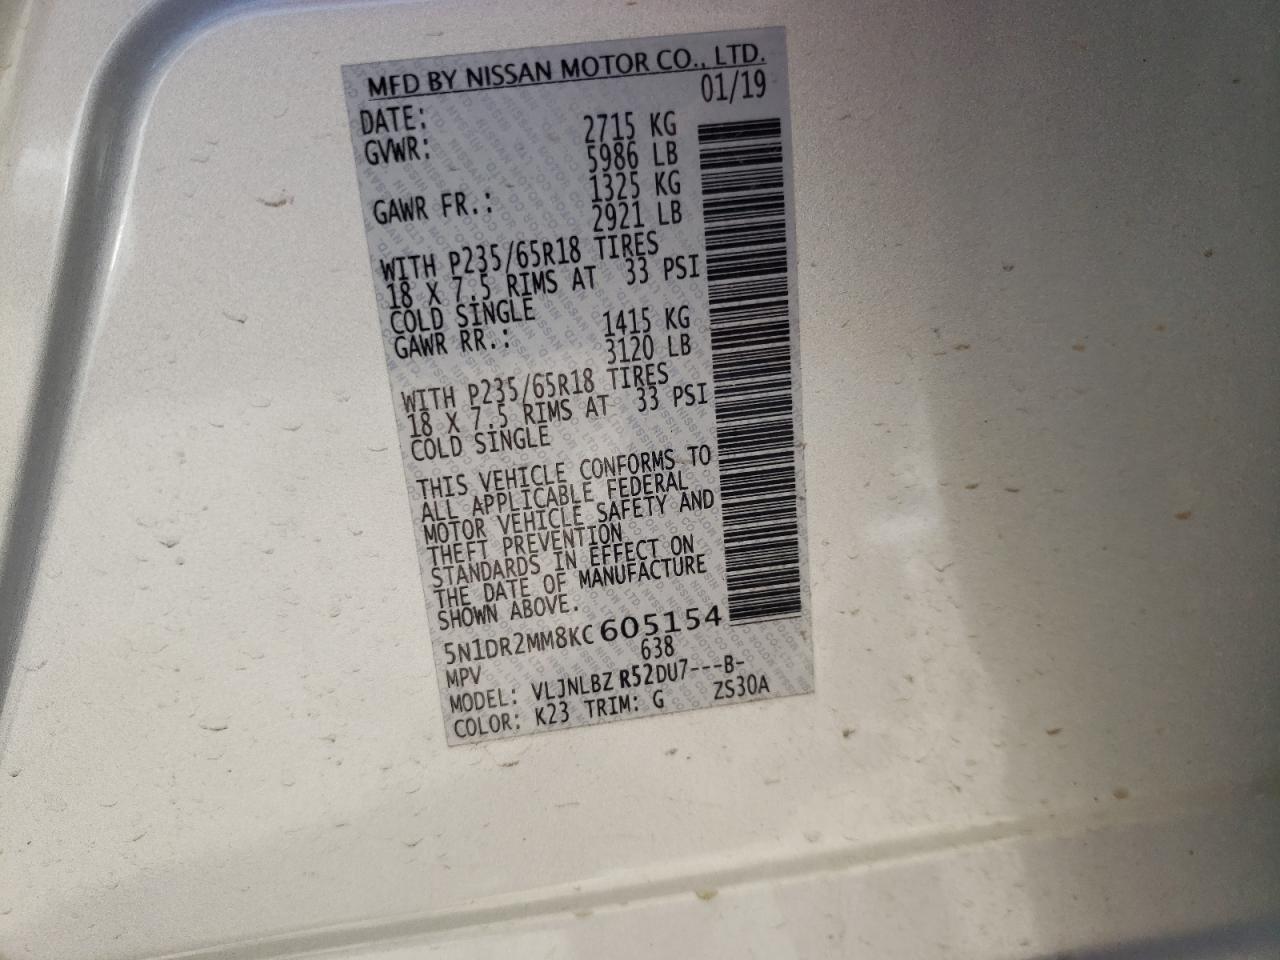 MFD BY NISSAN MOTOR CO., LTD.
DATE: 01/19
GVWR: 2715 KG
5986 LB
GAWR FR.: 1325 KG
2921 LB
WITH P235/65R18 TIRES
18 X 7.5 RIMS AT 33 PSI
COLD SINGLE
GAWR RR.: 1415 KG
3120 LB
WITH P235/65R18 TIRES
18 X 7.5 RIMS AT 33 PSI
COLD SINGLE
THIS VEHICLE CONFORMS TO
ALL APPLICABLE FEDERAL
MOTOR VEHICLE SAFETY AND
THEFT PREVENTION
STANDARDS IN EFFECT ON
THE DATE OF MANUFACTURE
SHOWN ABOVE.
5N1DR2MM8KC605154
MPV 638
MODEL: VLJNLBZ R52DU7---B-
COLOR: K23 TRIM: G ZS30A